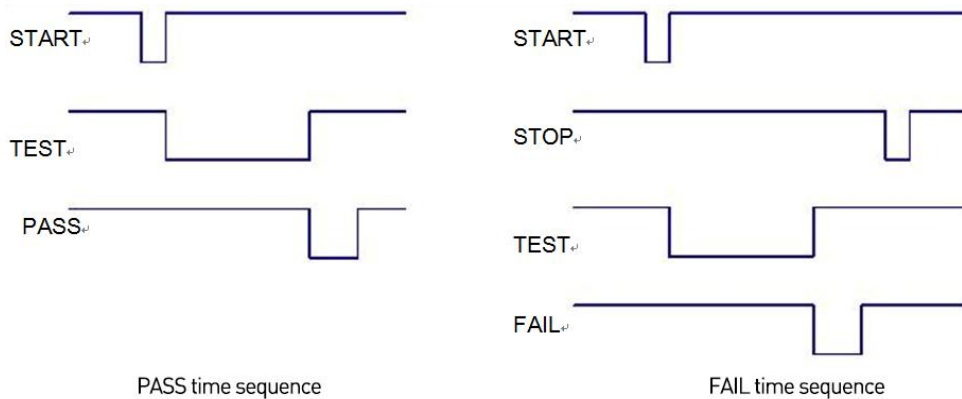 START↵
TEST↵
PASS↵
PASS time sequence
START↵
STOP↵
TEST↵
FAIL↵
FAIL time sequence